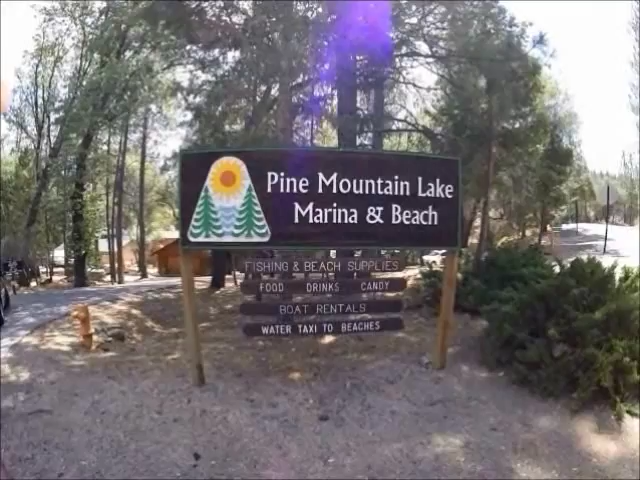 Pine Mountain Lake
Marina & Beach
FISHING & BEACH SUPPLIES
FOOD DRINKS CANDY
BOAT RENTALS
WATER TAXI TO BEACHES